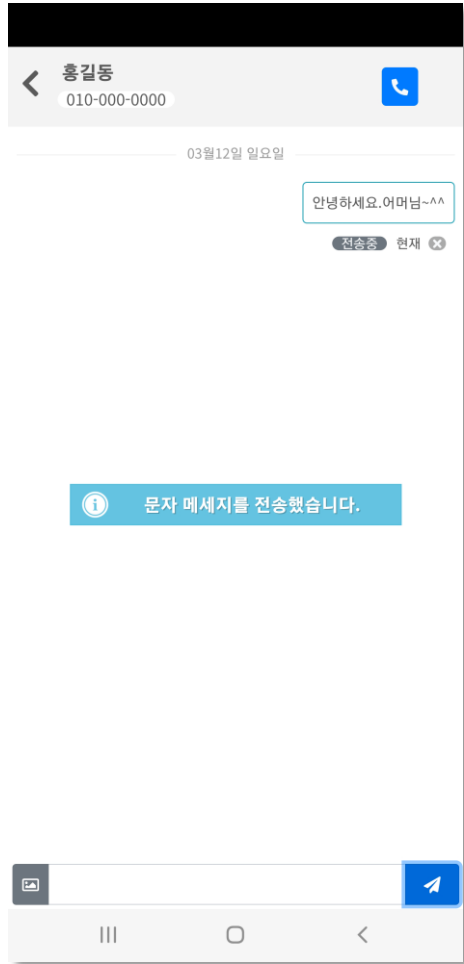 홍길동
010-000-0000
03월12일 일요일
안녕하세요.어머님~^^
전송중 현재
문자 메세지를 전송했습니다.